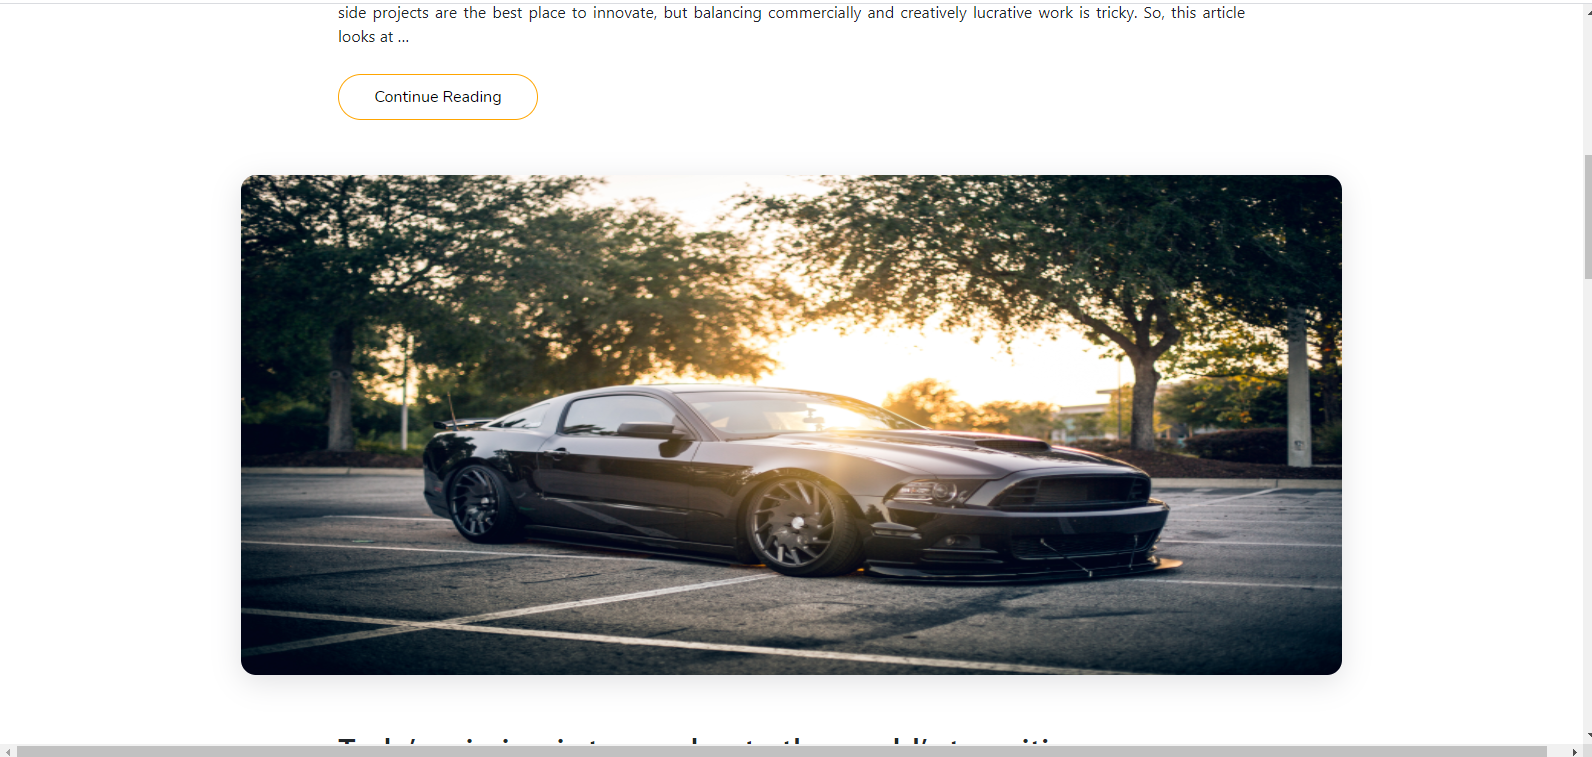 side projects are the best place to innovate, but balancing commercially and creatively lucrative work is tricky. So, this article
looks at ...
Continue Reading